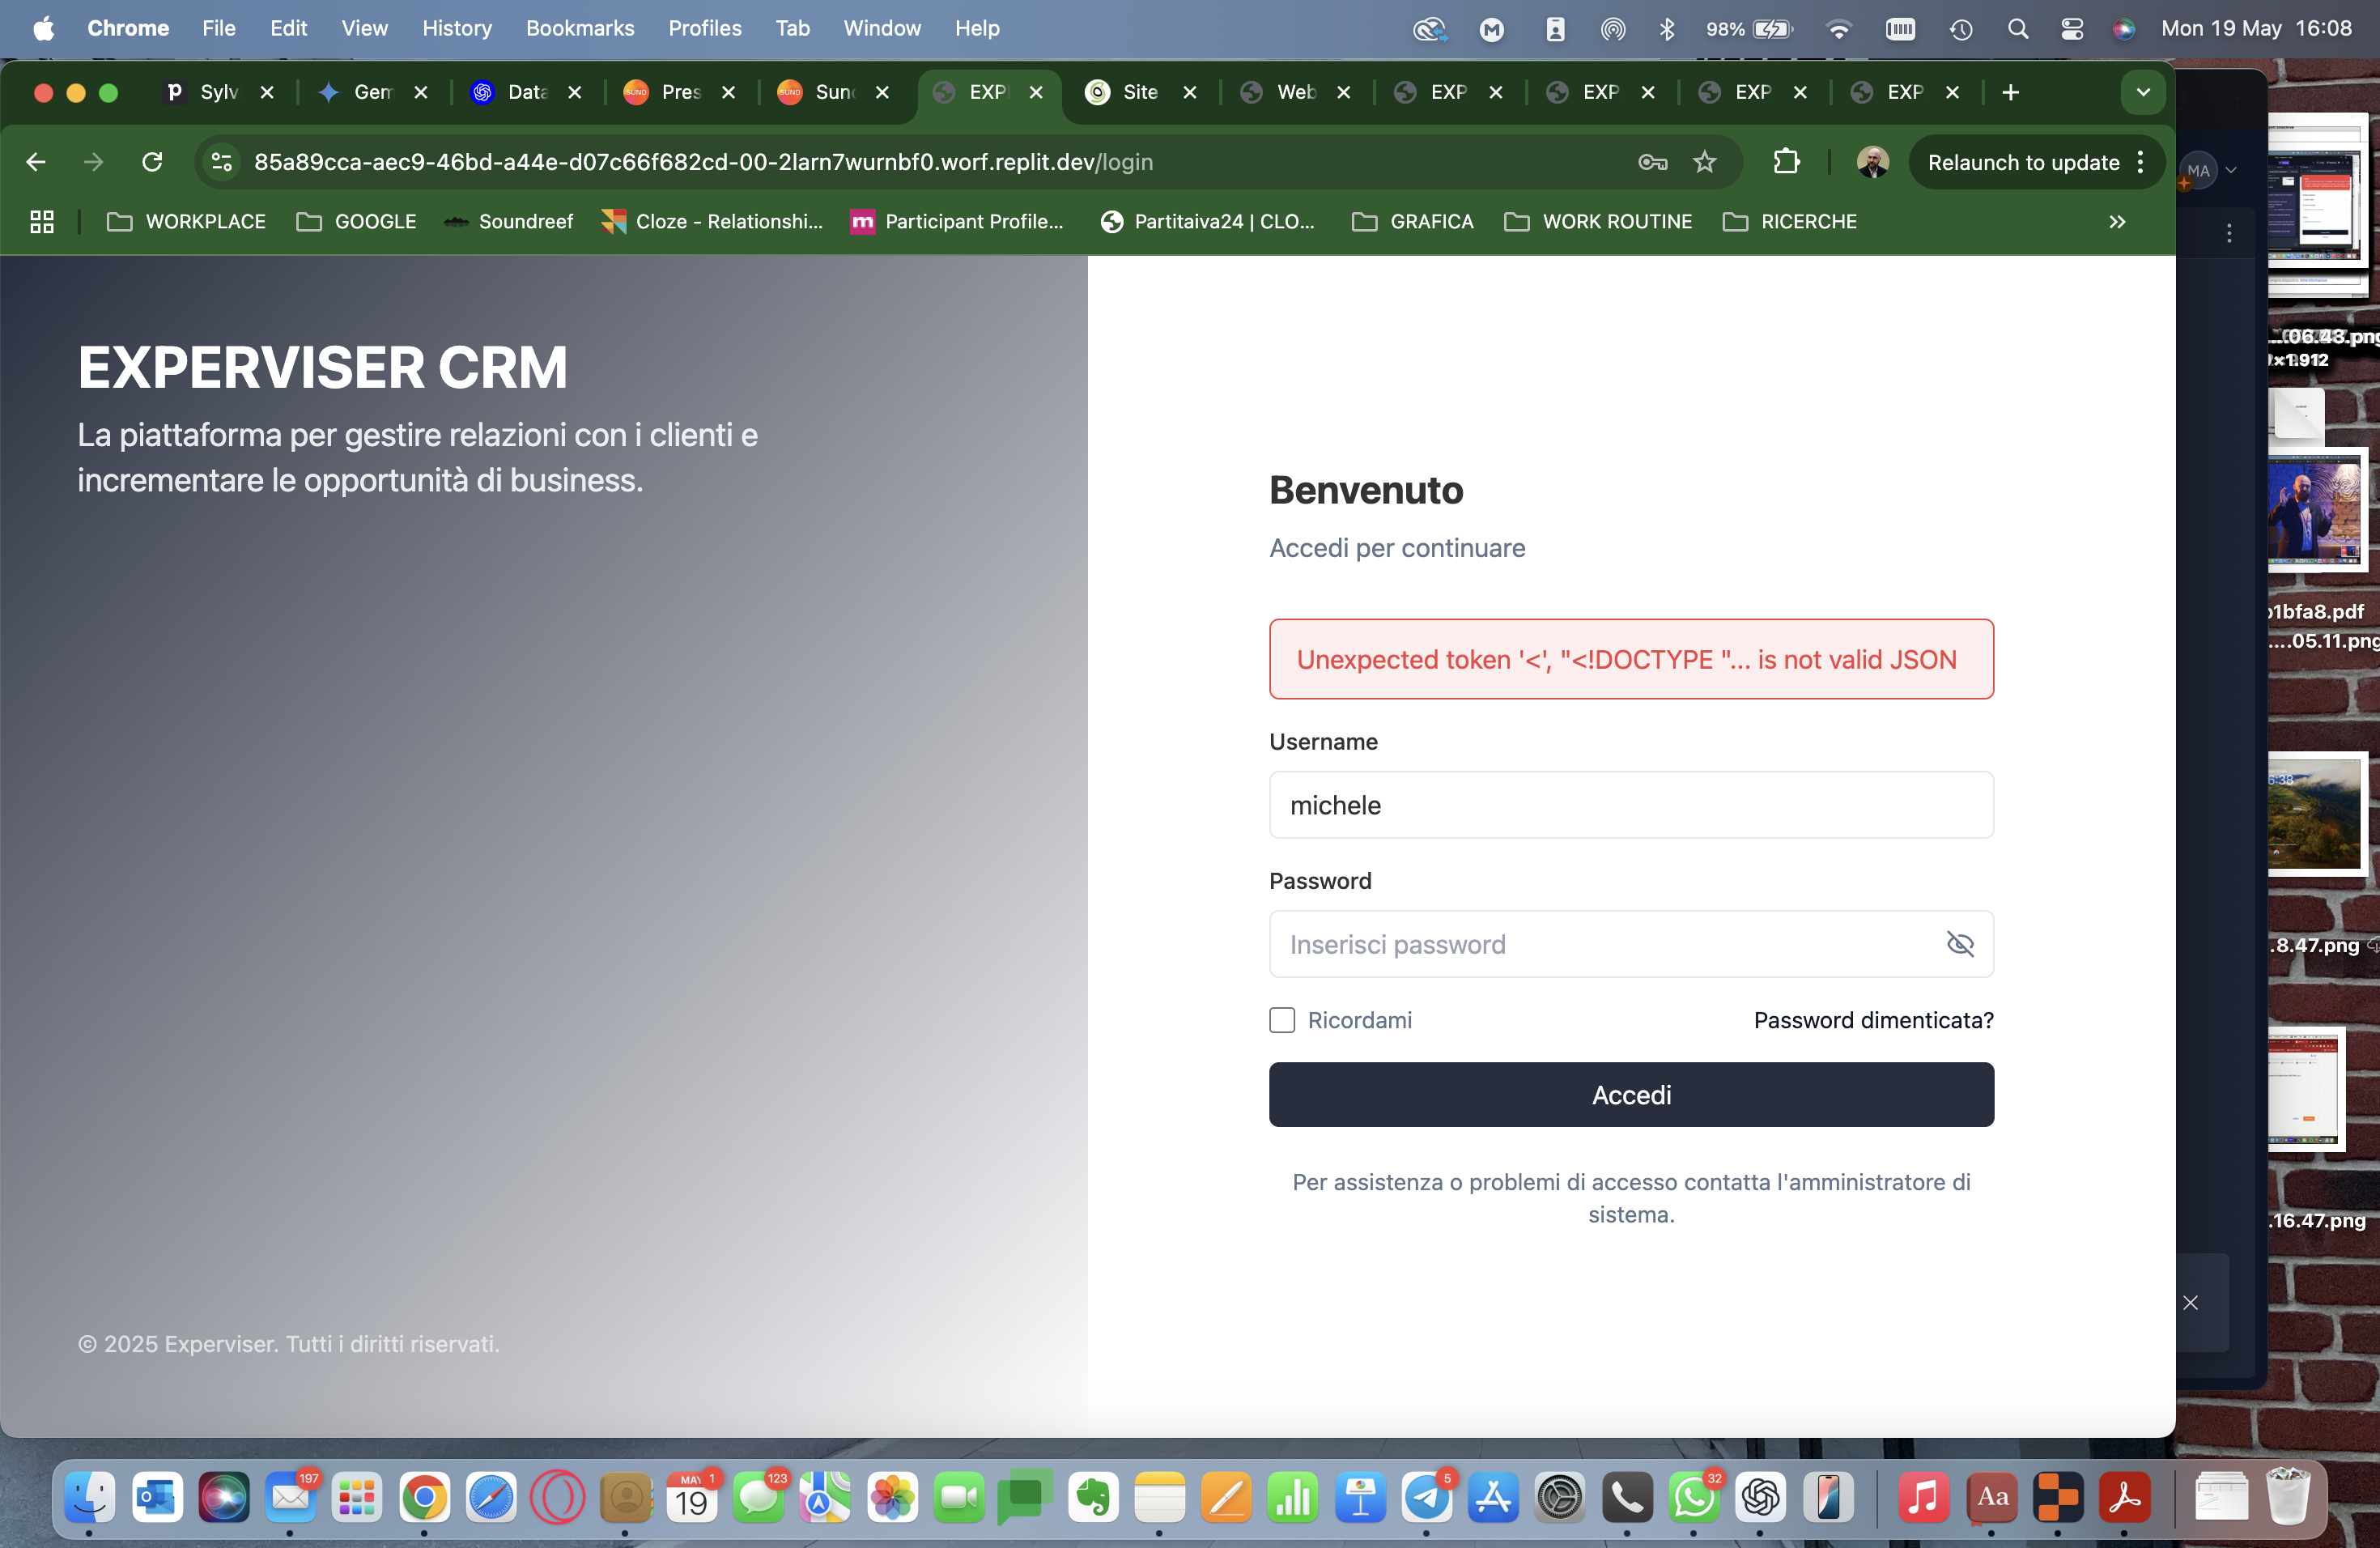 Chrome File Edit View History Bookmarks Profiles Tab Window Help 98% Mon 19 May 16:08
Sylv Gem Data Pres Sun EXP Site Web EXP EXP EXP EXP
85a89cca-aec9-46bd-a44e-d07c66f682cd-00-2larn7wurnbf0.worf.replit.dev/login Relaunch to update MA
WORKPLACE GOOGLE Soundreef Cloze - Relationshi... Participant Profile... Partitaiva24 | CLO... GRAFICA WORK ROUTINE RICERCHE
EXPERVISER CRM
La piattaforma per gestire relazioni con i clienti e
incrementare le opportunità di business.
© 2025 Experviser. Tutti i diritti riservati.
Benvenuto
Accedi per continuare
Unexpected token '<', "<!DOCTYPE "... is not valid JSON
Username
michele
Password
Inserisci password
Ricordami Password dimenticata?
Accedi
Per assistenza o problemi di accesso contatta l'amministratore di
sistema.
b1bfa8.pdf
....05.11.png
.8.47.png
.16.47.png
197 MAY 1 19 123 5 32 Aa